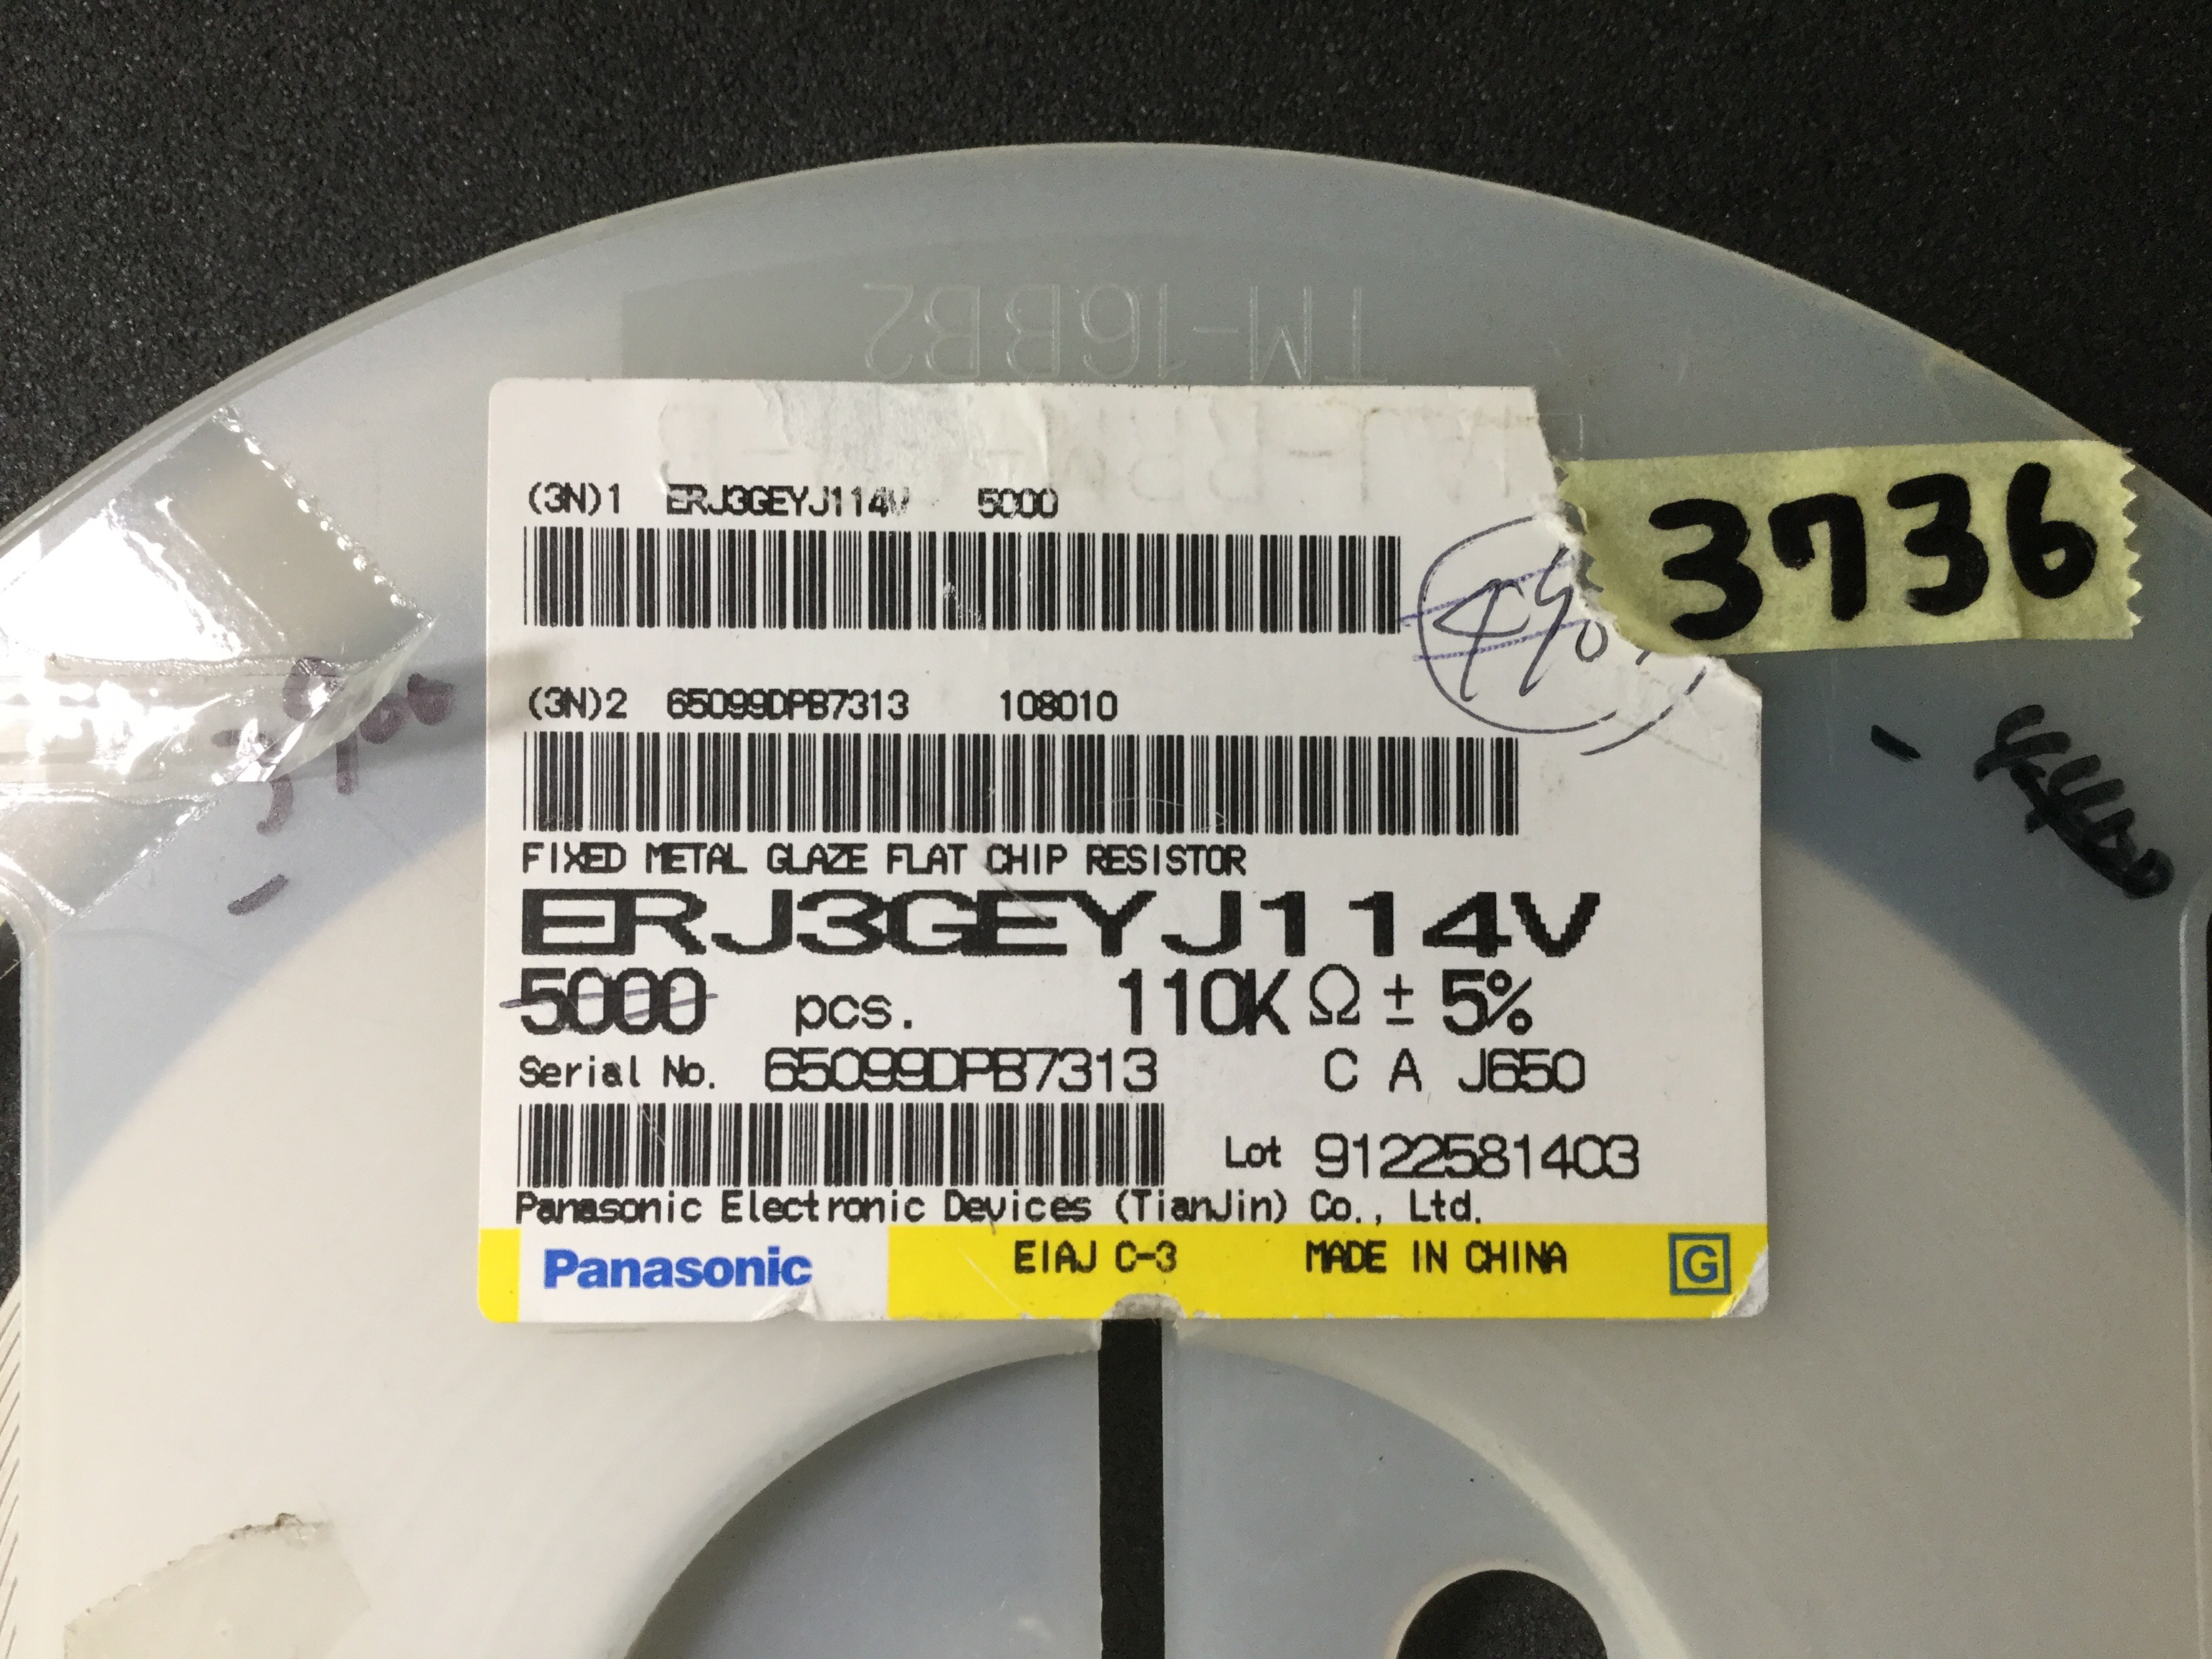 TM-16BB2
(3N)1 ERJ3GEYJ114V 5000
3736
(3N)2 65099DPB7313 108010
FIXED METAL GLAZE FLAT CHIP RESISTOR
ERJ3GEYJ114V
5000 pcs. 110KΩ ± 5%
Serial No. 65099DPB7313 C A J650
Lot 9122581403
Panasonic Electronic Devices (TianJin) Co., Ltd.
Panasonic EIAJ C-3 MADE IN CHINA G